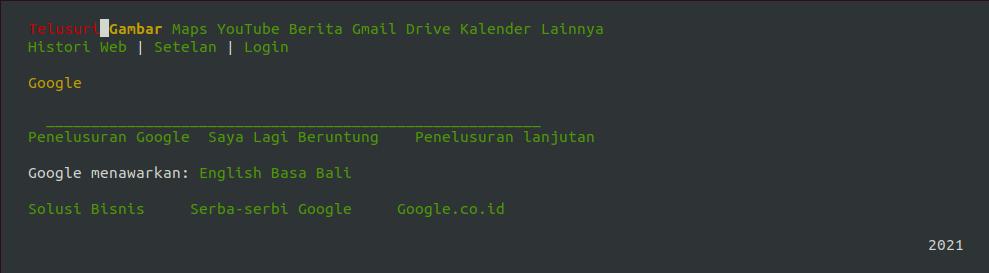 Telusuri Gambar Maps YouTube Berita Gmail Drive Kalender Lainnya
Histori Web | Setelan | Login
Google
_______________________________________________________
Penelusuran Google  Saya Lagi Beruntung    Penelusuran lanjutan
Google menawarkan: English Basa Bali
Solusi Bisnis     Serba-serbi Google     Google.co.id
2021